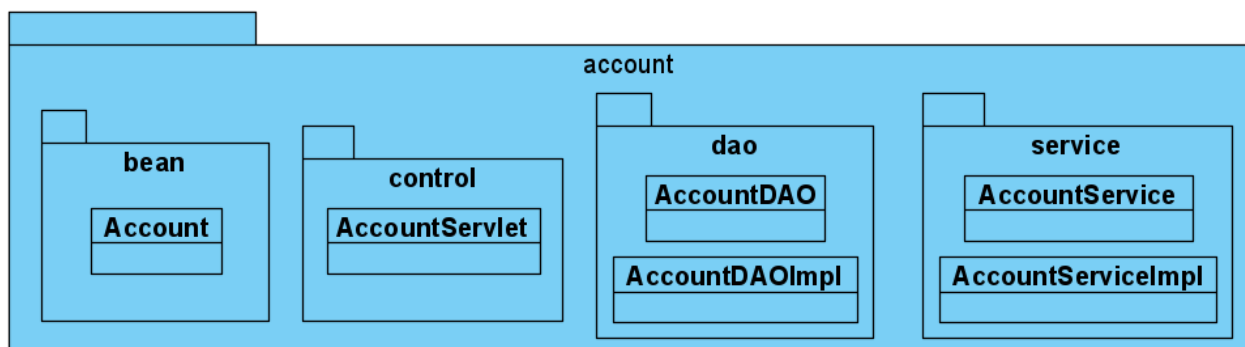 account
bean
Account
control
AccountServlet
dao
AccountDAO
AccountDAOImpl
service
AccountService
AccountServiceImpl